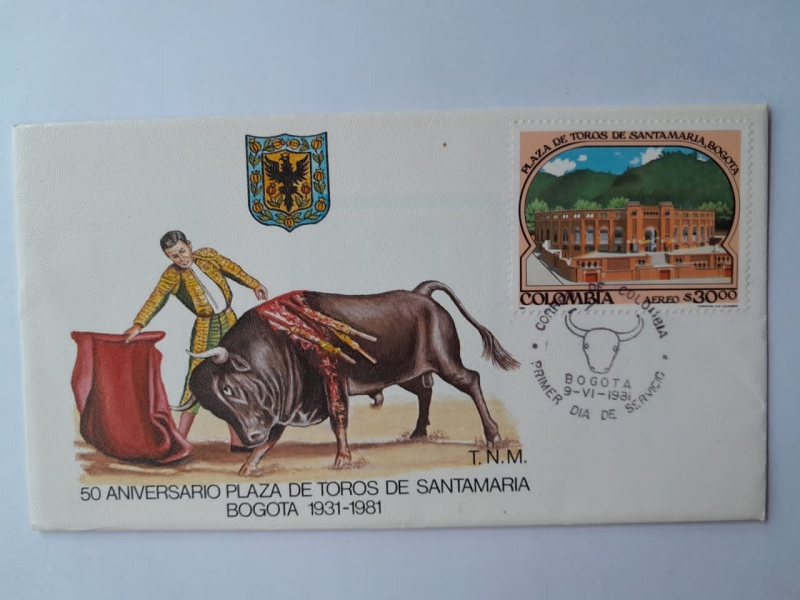 PLAZA DE TOROS DE SANTAMARIA, BOGOTA
COLOMBIA AEREO $30.00
CORREOS DE COLOMBIA
BOGOTA
9-VI-1981
PRIMER DIA DE SERVICIO
T. N. M.
50 ANIVERSARIO PLAZA DE TOROS DE SANTAMARIA
BOGOTA 1931-1981